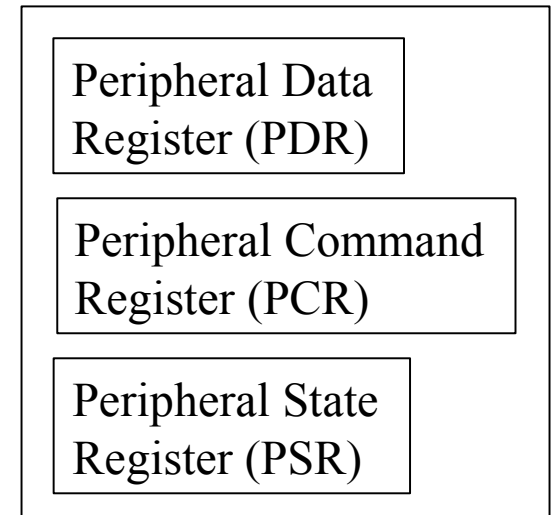 Peripheral Data
Register (PDR)
Peripheral Command
Register (PCR)
Peripheral State
Register (PSR)